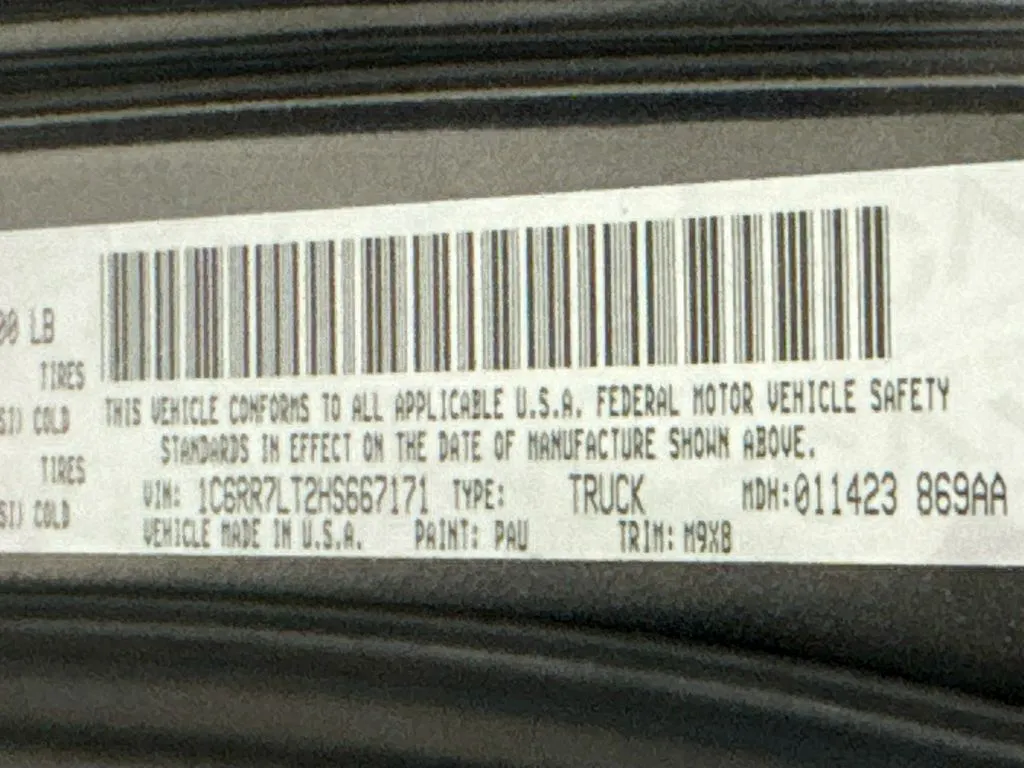 00 LB
TIRES
SI) COLD
TIRES
SI) COLD
THIS VEHICLE CONFORMS TO ALL APPLICABLE U.S.A. FEDERAL MOTOR VEHICLE SAFETY
STANDARDS IN EFFECT ON THE DATE OF MANUFACTURE SHOWN ABOVE.
VIN: 1C6RR7LT2HS667171 TYPE: TRUCK MDH:011423 869AA
VEHICLE MADE IN U.S.A. PAINT: PAU TRIM: M9X8